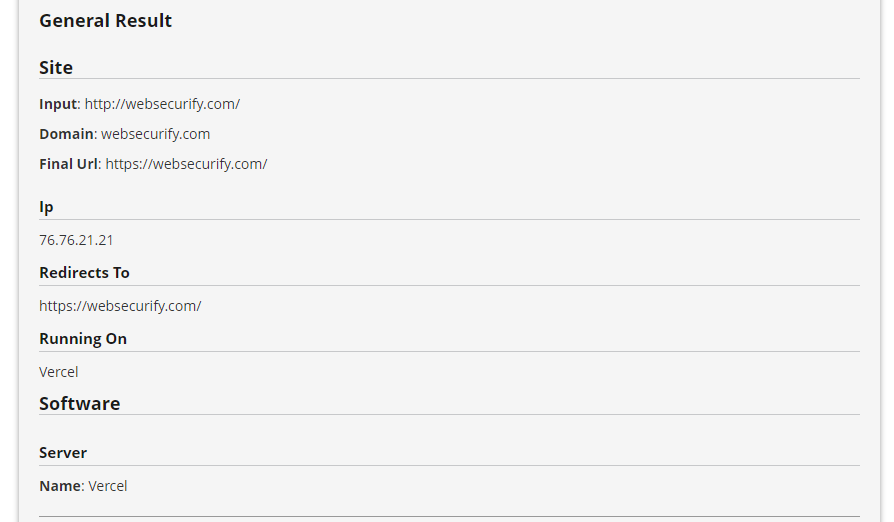 General Result
Site
Input: http://websecurify.com/
Domain: websecurify.com
Final Url: https://websecurify.com/
Ip
76.76.21.21
Redirects To
https://websecurify.com/
Running On
Vercel
Software
Server
Name: Vercel